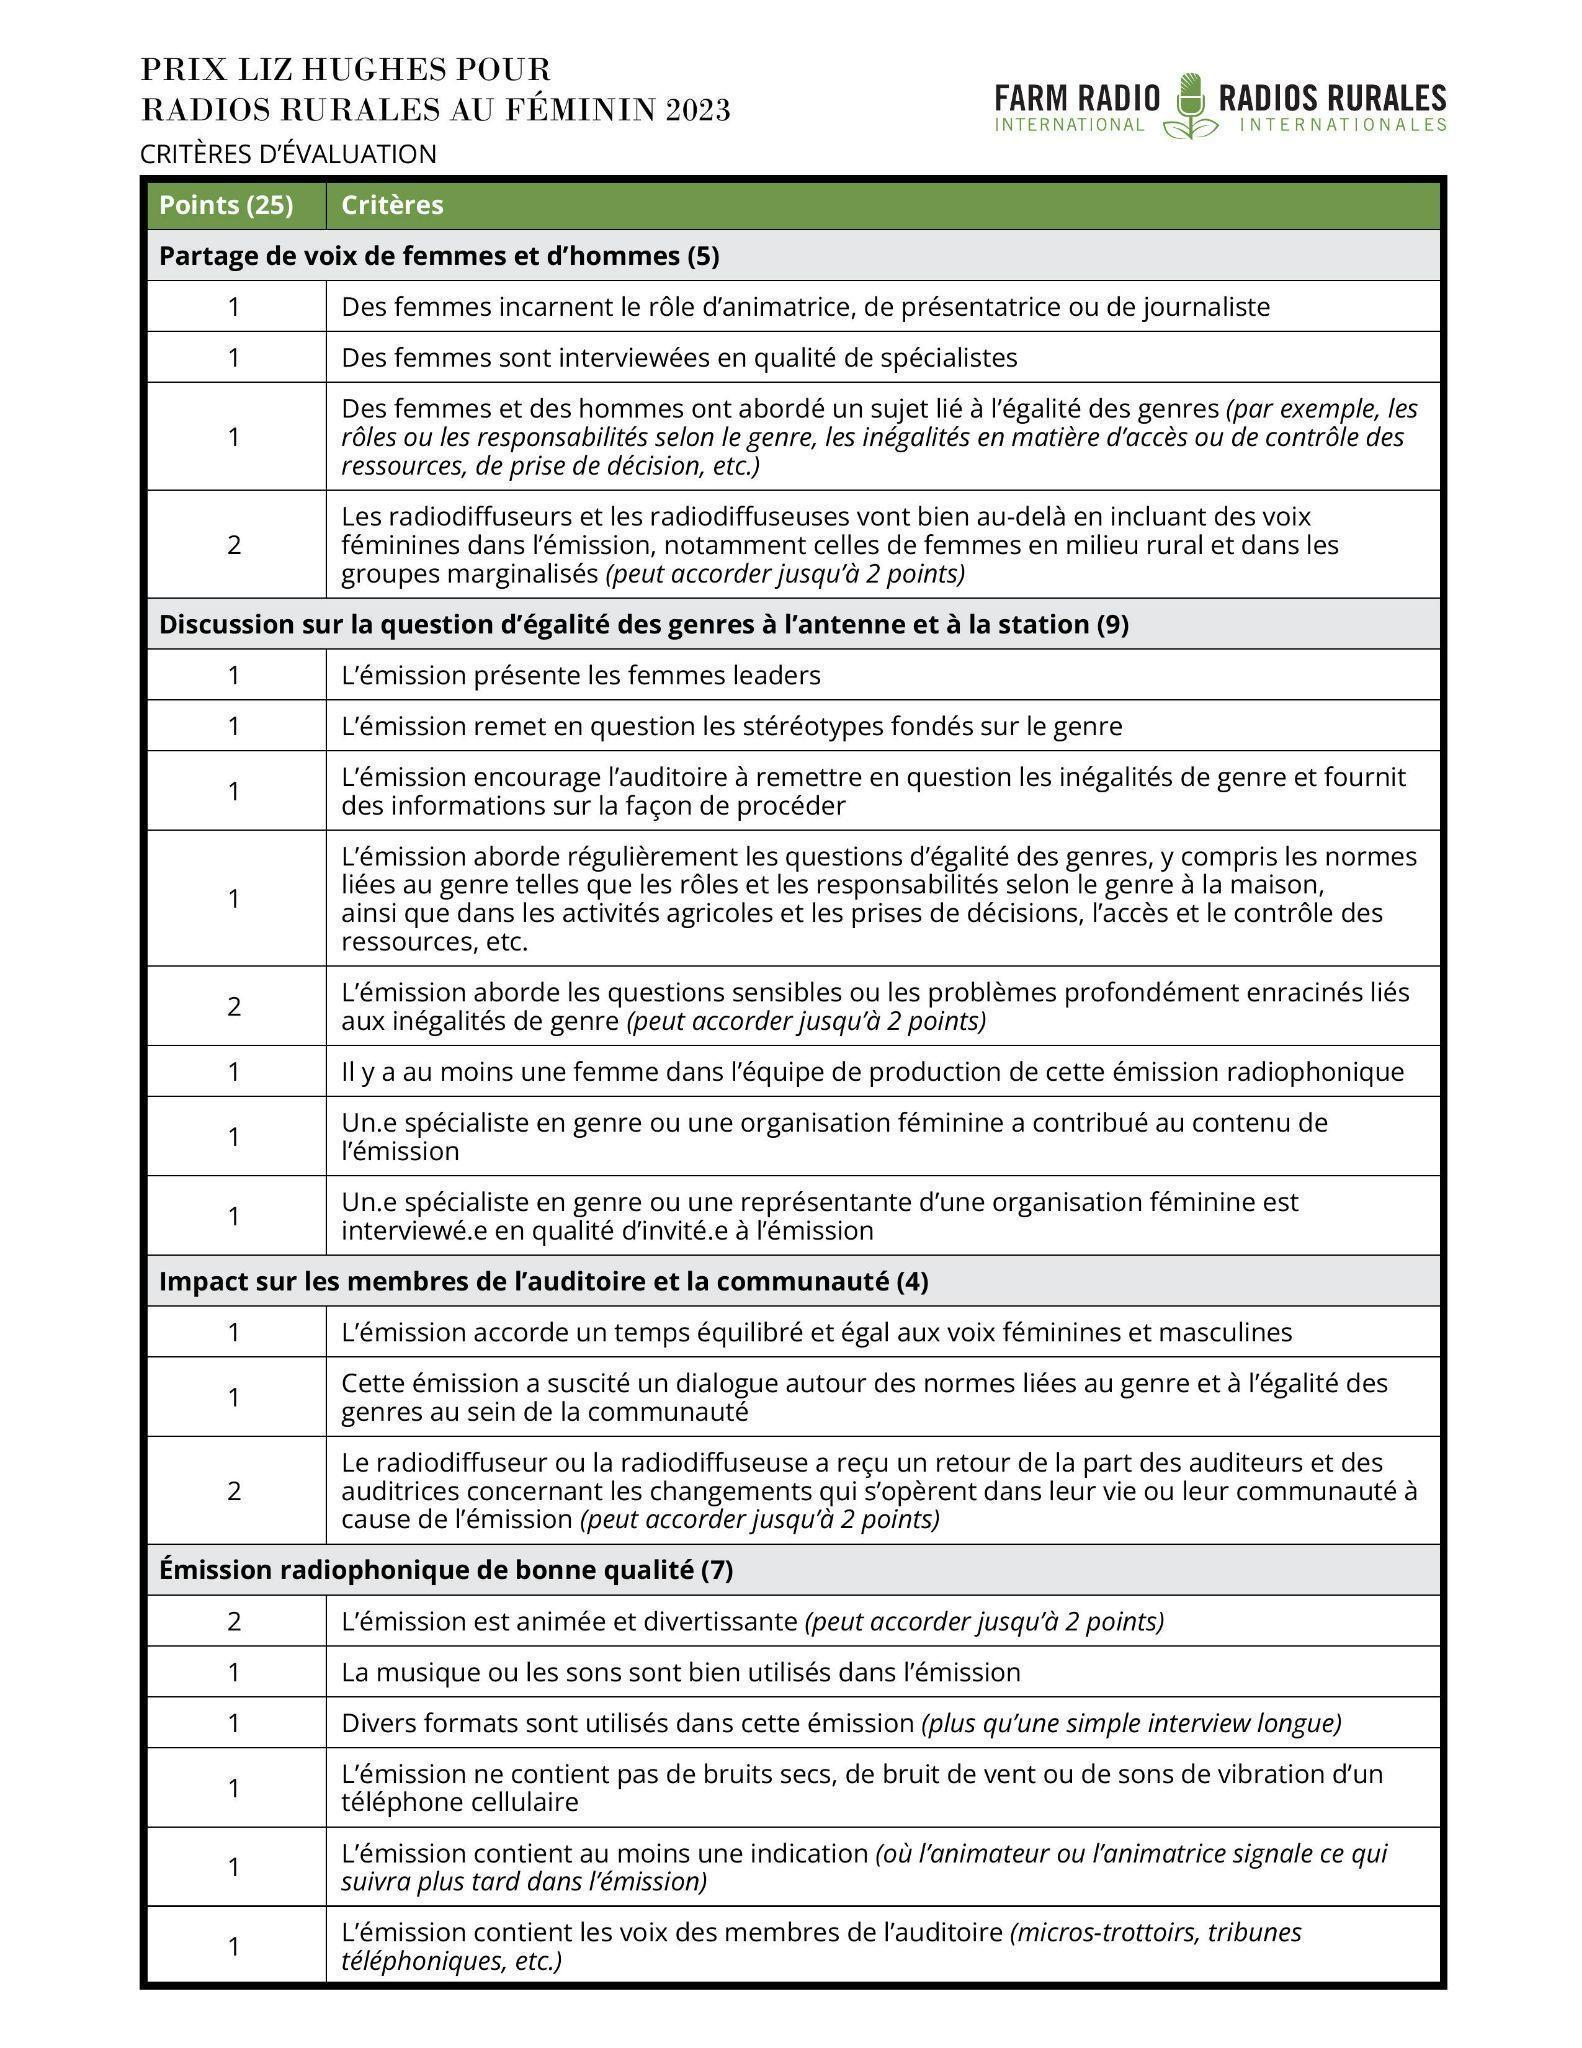 PRIX LIZ HUGHES POUR
RADIOS RURALES AU FÉMININ 2023
CRITÈRES D’ÉVALUATION
FARM RADIO RADIOS RURALES
INTERNATIONAL INTERNATIONALES
Points (25) Critères
Partage de voix de femmes et d’hommes (5)
1 Des femmes incarnent le rôle d’animatrice, de présentatrice ou de journaliste
1 Des femmes sont interviewées en qualité de spécialistes
Des femmes et des hommes ont abordé un sujet lié à l’égalité des genres (par exemple, les
1 rôles ou les responsabilités selon le genre, les inégalités en matière d’accès ou de contrôle des
ressources, de prise de décision, etc.)
Les radiodiffuseurs et les radiodiffuseuses vont bien au-delà en incluant des voix
2 féminines dans l’émission, notamment celles de femmes en milieu rural et dans les
groupes marginalisés (peut accorder jusqu’à 2 points)
Discussion sur la question d’égalité des genres à l’antenne et à la station (9)
1 L’émission présente les femmes leaders
1 L’émission remet en question les stéréotypes fondés sur le genre
1 L’émission encourage l’auditoire à remettre en question les inégalités de genre et fournit
des informations sur la façon de procéder
1 L’émission aborde régulièrement les questions d’égalité des genres, y compris les normes
liées au genre telles que les rôles et les responsabilités selon le genre à la maison,
ainsi que dans les activités agricoles et les prises de décisions, l’accès et le contrôle des
ressources, etc.
2 L’émission aborde les questions sensibles ou les problèmes profondément enracinés liés
aux inégalités de genre (peut accorder jusqu’à 2 points)
1 Il y a au moins une femme dans l’équipe de production de cette émission radiophonique
1 Un.e spécialiste en genre ou une organisation féminine a contribué au contenu de
l’émission
1 Un.e spécialiste en genre ou une représentante d’une organisation féminine est
interviewé.e en qualité d’invité.e à l’émission
Impact sur les membres de l’auditoire et la communauté (4)
1 L’émission accorde un temps équilibré et égal aux voix féminines et masculines
1 Cette émission a suscité un dialogue autour des normes liées au genre et à l’égalité des
genres au sein de la communauté
Le radiodiffuseur ou la radiodiffuseuse a reçu un retour de la part des auditeurs et des
2 auditrices concernant les changements qui s’opèrent dans leur vie ou leur communauté à
cause de l’émission (peut accorder jusqu’à 2 points)
Émission radiophonique de bonne qualité (7)
2 L’émission est animée et divertissante (peut accorder jusqu’à 2 points)
1 La musique ou les sons sont bien utilisés dans l’émission
1 Divers formats sont utilisés dans cette émission (plus qu’une simple interview longue)
1 L’émission ne contient pas de bruits secs, de bruit de vent ou de sons de vibration d’un
téléphone cellulaire
1 L’émission contient au moins une indication (où l’animateur ou l’animatrice signale ce qui
suivra plus tard dans l’émission)
1 L’émission contient les voix des membres de l’auditoire (micros-trottoirs, tribunes
téléphoniques, etc.)